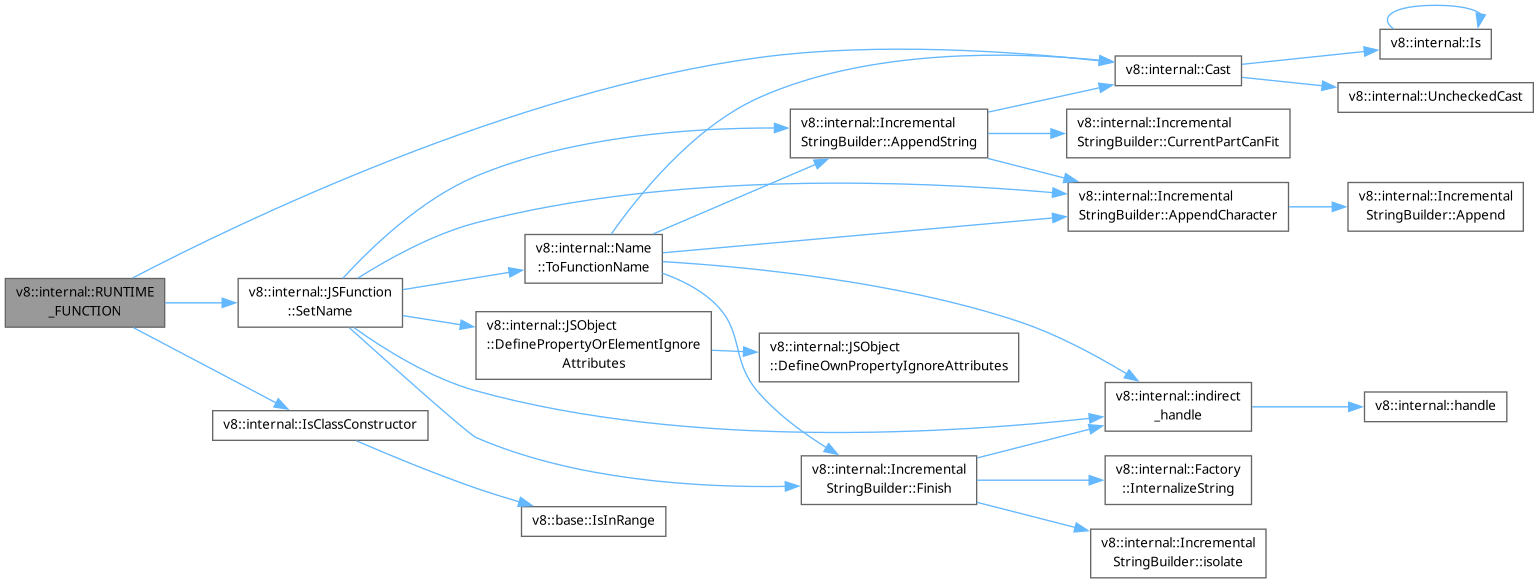 v8::internal::RUNTIME
_FUNCTION
v8::internal::JSFunction
::SetName
v8::internal::IsClassConstructor
v8::internal::Name
::ToFunctionName
v8::internal::JSObject
::DefinePropertyOrElementIgnore
Attributes
v8::base::IsInRange
v8::internal::Incremental
StringBuilder::AppendString
v8::internal::JSObject
::DefineOwnPropertyIgnoreAttributes
v8::internal::Incremental
StringBuilder::Finish
v8::internal::Cast
v8::internal::Incremental
StringBuilder::CurrentPartCanFit
v8::internal::Incremental
StringBuilder::AppendCharacter
v8::internal::indirect
_handle
v8::internal::Factory
::InternalizeString
v8::internal::Incremental
StringBuilder::isolate
v8::internal::Is
v8::internal::UncheckedCast
v8::internal::Incremental
StringBuilder::Append
v8::internal::handle